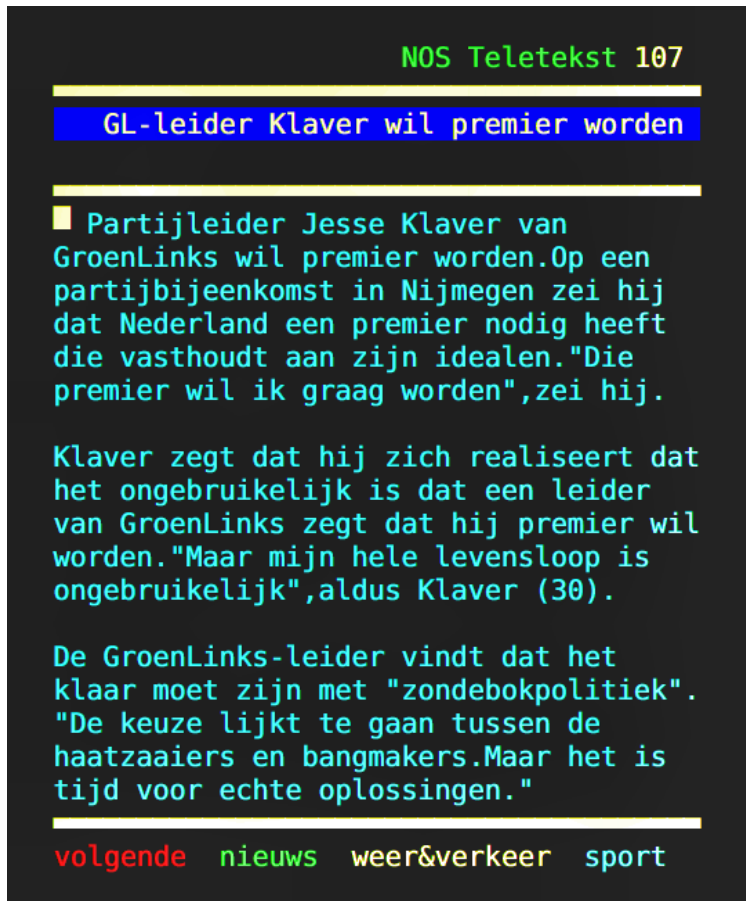 NOS Teletekst 107
GL-leider Klaver wil premier worden
Partijleider Jesse Klaver van
GroenLinks wil premier worden.Op een
partijbijeenkomst in Nijmegen zei hij
dat Nederland een premier nodig heeft
die vasthoudt aan zijn idealen."Die
premier wil ik graag worden",zei hij.
Klaver zegt dat hij zich realiseert dat
het ongebruikelijk is dat een leider
van GroenLinks zegt dat hij premier wil
worden."Maar mijn hele levensloop is
ongebruikelijk",aldus Klaver (30).
De GroenLinks-leider vindt dat het
klaar moet zijn met "zondebokpolitiek".
"De keuze lijkt te gaan tussen de
haatzaaiers en bangmakers.Maar het is
tijd voor echte oplossingen."
volgende nieuws weer&verkeer sport